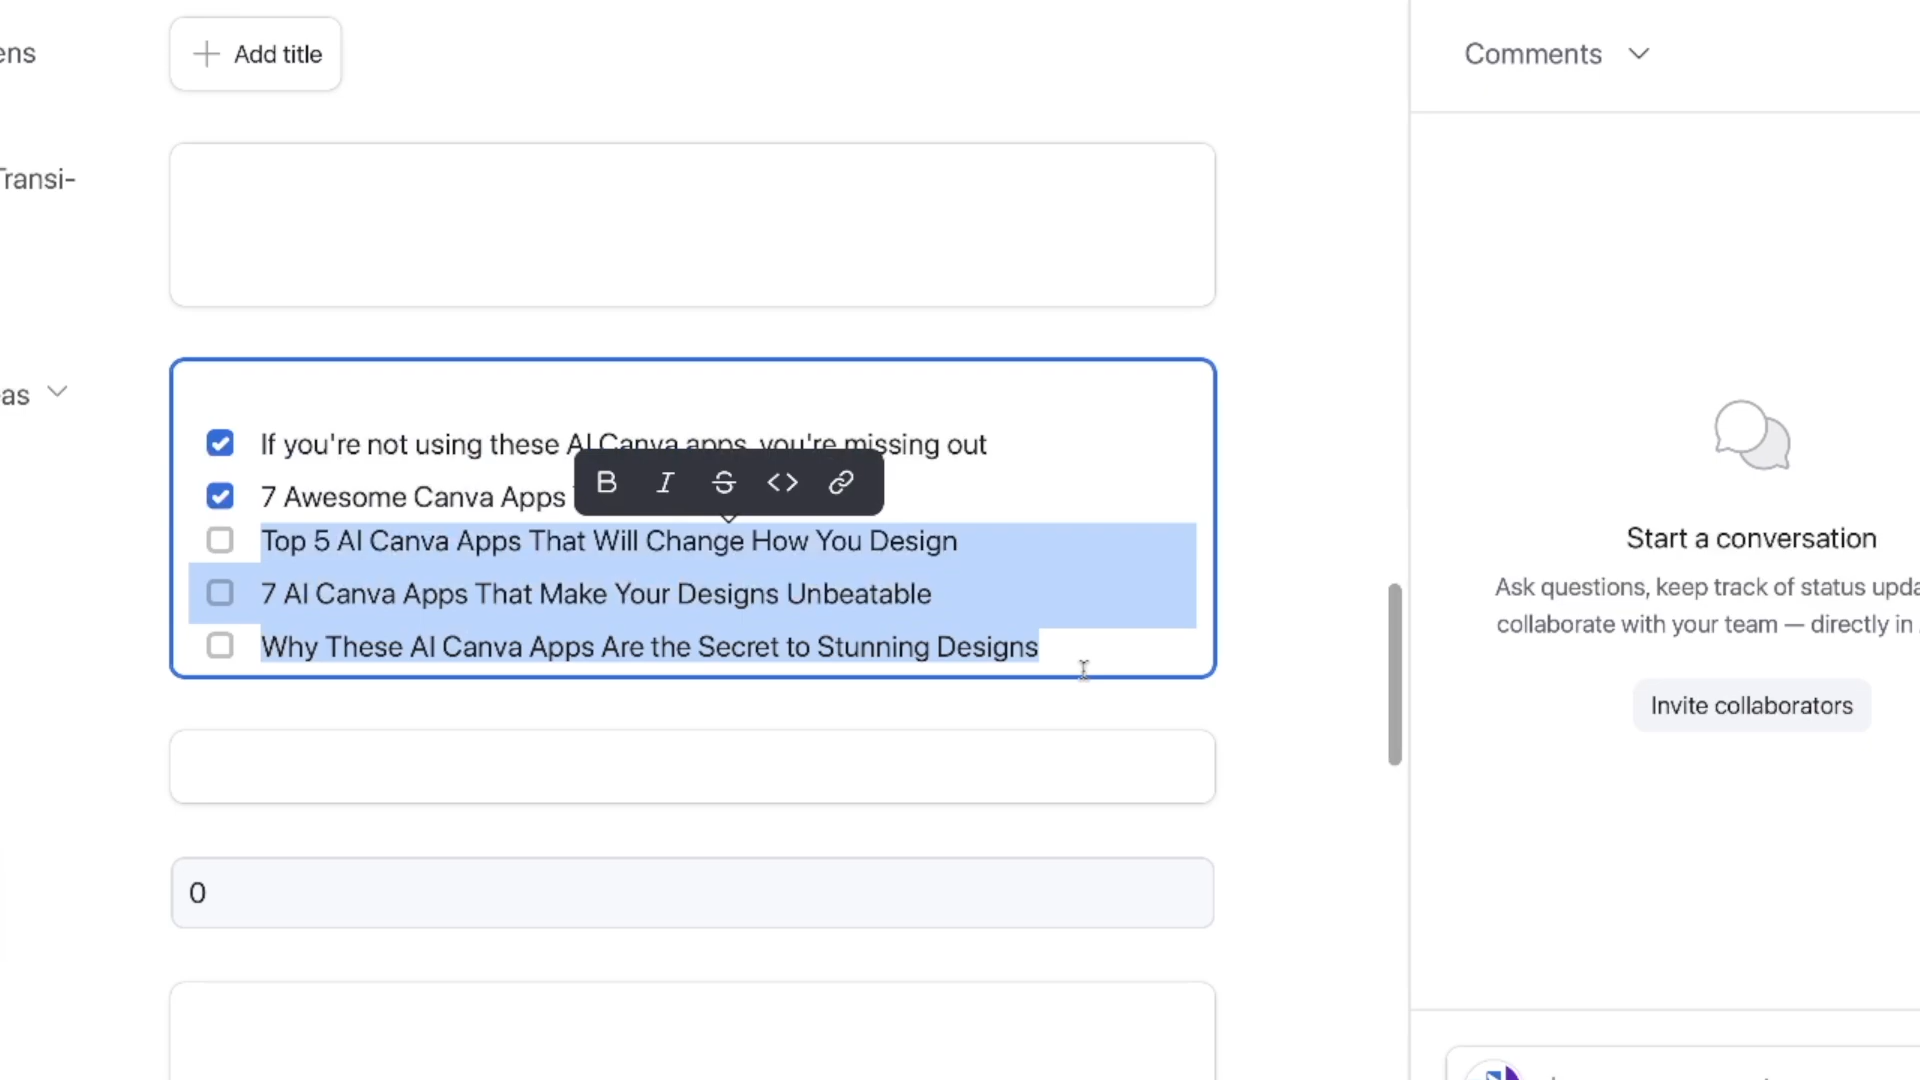 ens
Add title
Comments
Transi-
eas
If you're not using these AI Canva apps, you're missing out
7 Awesome Canva Apps
Top 5 AI Canva Apps That Will Change How You Design
7 AI Canva Apps That Make Your Designs Unbeatable
Why These AI Canva Apps Are the Secret to Stunning Designs
B I S <>
0
Start a conversation
Ask questions, keep track of status upda
collaborate with your team — directly in
Invite collaborators